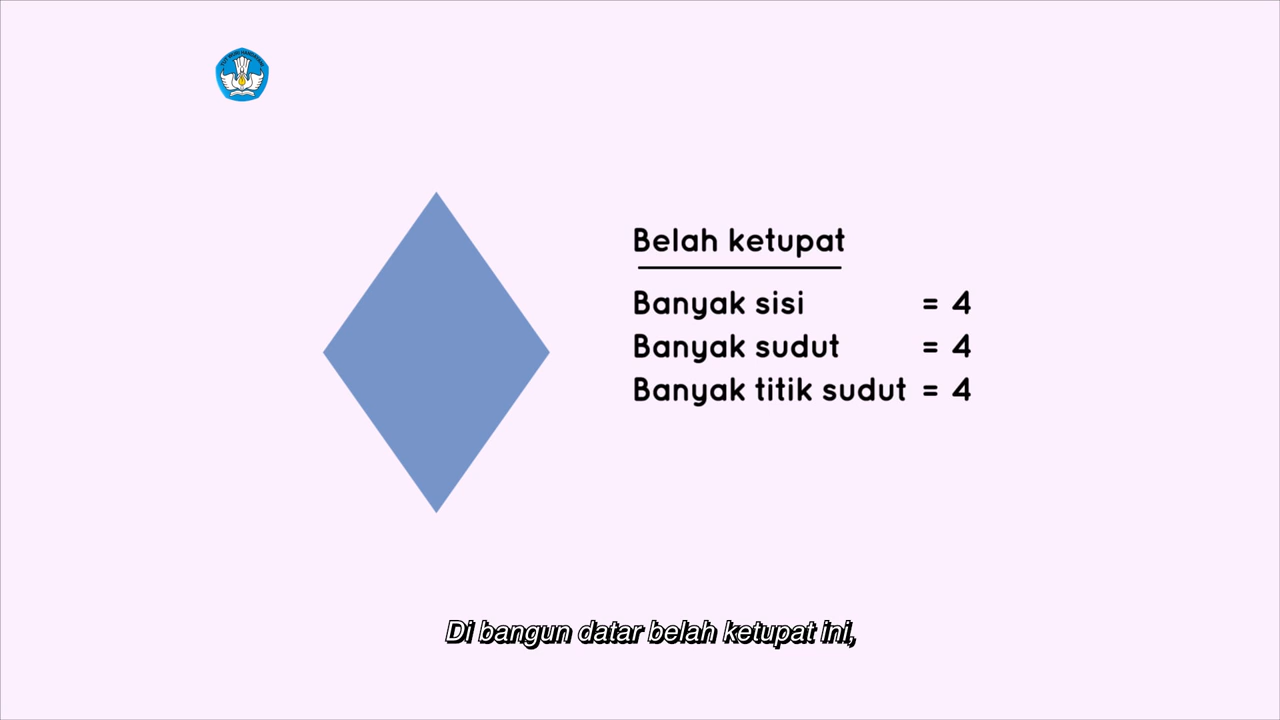 Belah ketupat
Banyak sisi = 4
Banyak sudut = 4
Banyak titik sudut = 4
Di bangun datar belah ketupat ini,